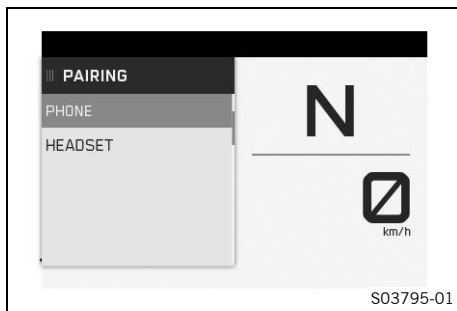 PAIRING
PHONE
HEADSET
N
0
km/h
S03795-01